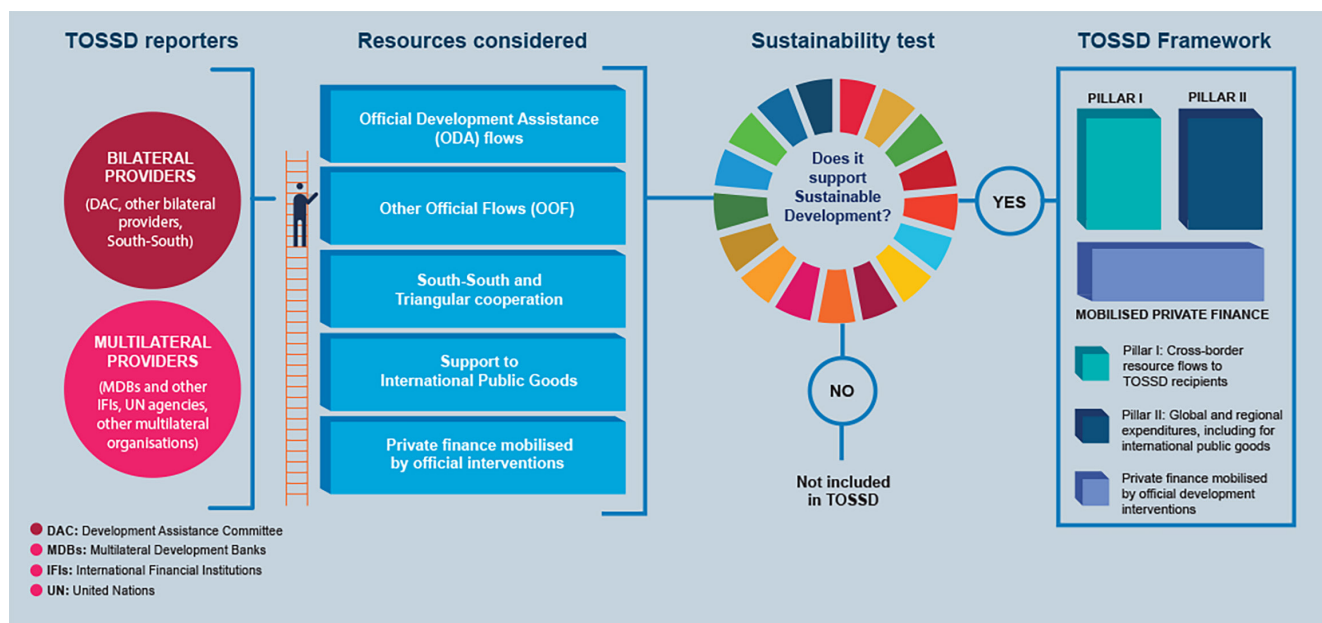 TOSSD reporters
BILATERAL
PROVIDERS
(DAC, other bilateral
providers,
South-South)
MULTILATERAL
PROVIDERS
(MDBs and other
IFIs, UN agencies,
other multilateral
organisations)
DAC: Development Assistance Committee
MDBs: Multilateral Development Banks
IFIs: International Financial Institutions
UN: United Nations
Resources considered
Official Development Assistance
(ODA) flows
Other Official Flows (OOF)
South-South and
Triangular cooperation
Support to
International Public Goods
Private finance mobilised
by official interventions
Sustainability test
Does it
support
Sustainable
Development?
YES
NO
Not included
in TOSSD
TOSSD Framework
PILLAR I
PILLAR II
MOBILISED PRIVATE FINANCE
Pillar I: Cross-border
resource flows to
TOSSD recipients
Pillar II: Global and regional
expenditures, including for
international public goods
Private finance mobilised
by official development
interventions